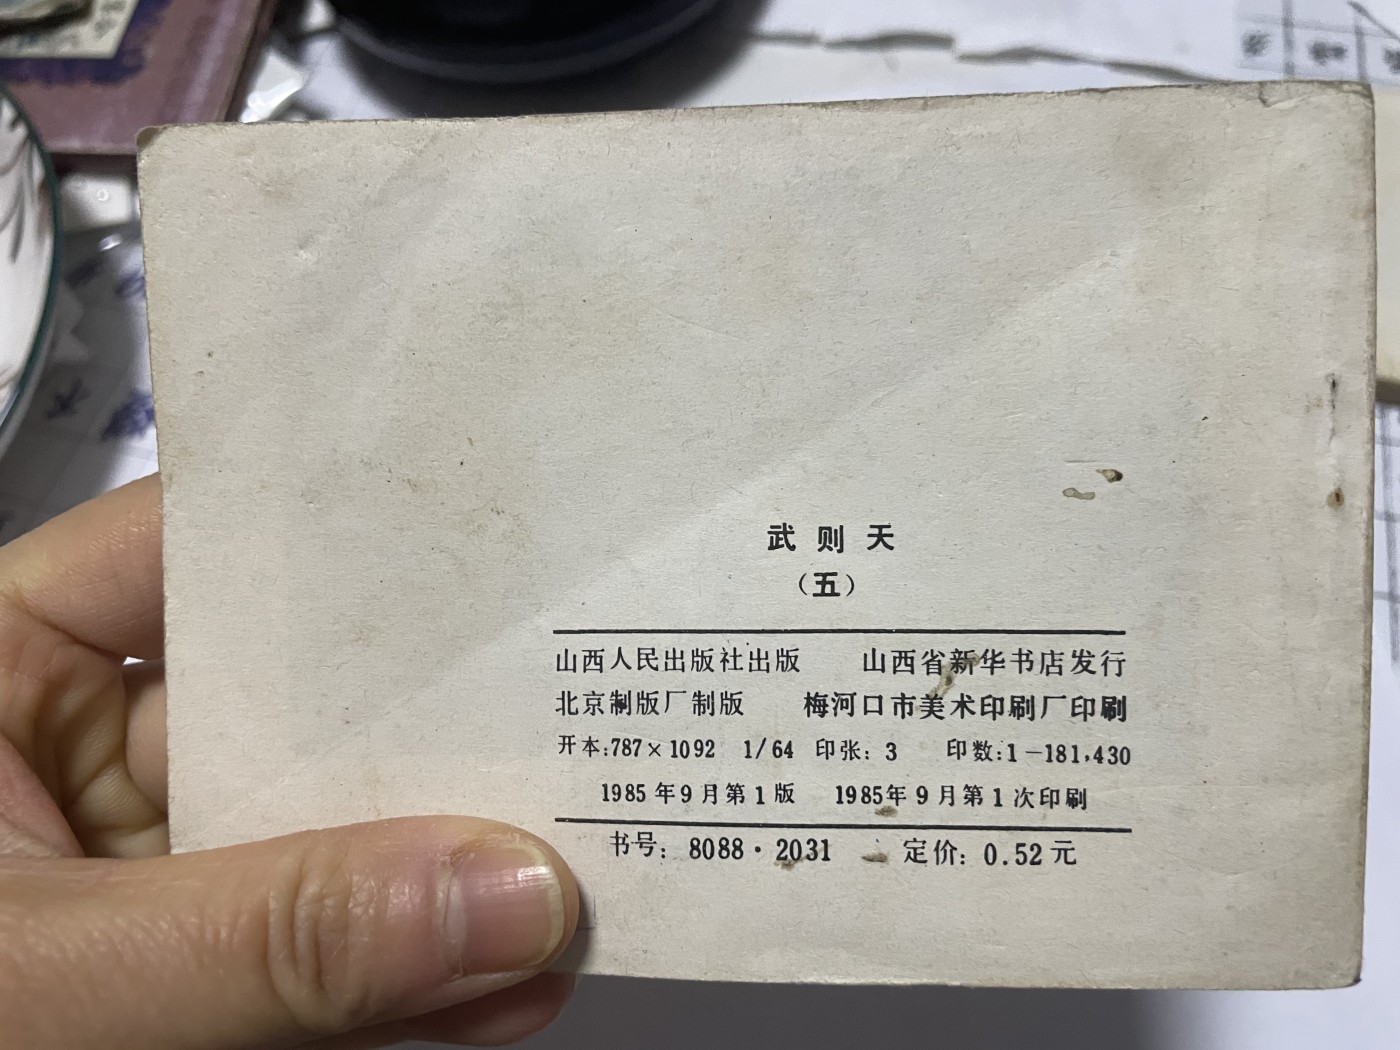 武则天
（五）
山西人民出版社出版 山西省新华书店发行
北京制版厂制版 梅河口市美术印刷厂印刷
开本:787×1092 1/64 印张：3 印数:1－181,430
1985年9月第1版 1985年9月第1次印刷
书号：8088·2031 定价：0.52元